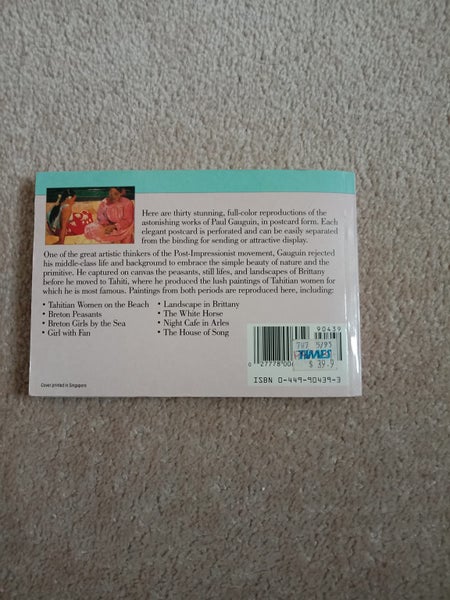 Here are thirty stunning, full-color reproductions of the
astonishing works of Paul Gauguin, in postcard form. Each
elegant postcard is perforated and can be easily separated
from the binding for sending or attractive display.
One of the great artistic thinkers of the Post-Impressionist movement, Gauguin rejected
his middle-class life and background to embrace the simple beauty of nature and the
primitive. He captured on canvas the peasants, still lifes, and landscapes of Brittany
before he moved to Tahiti, where he produced the lush paintings of Tahitian women for
which he is most famous. Paintings from both periods are reproduced here, including:
• Tahitian Women on the Beach
• Breton Peasants
• Breton Girls by the Sea
• Girl with Fan
• Landscape in Brittany
• The White Horse
• Night Cafe in Arles
• The House of Song
90439
5/95
TIMES
$ 39.9
0 27778 00
ISBN 0-449-90439-3
Cover printed in Singapore